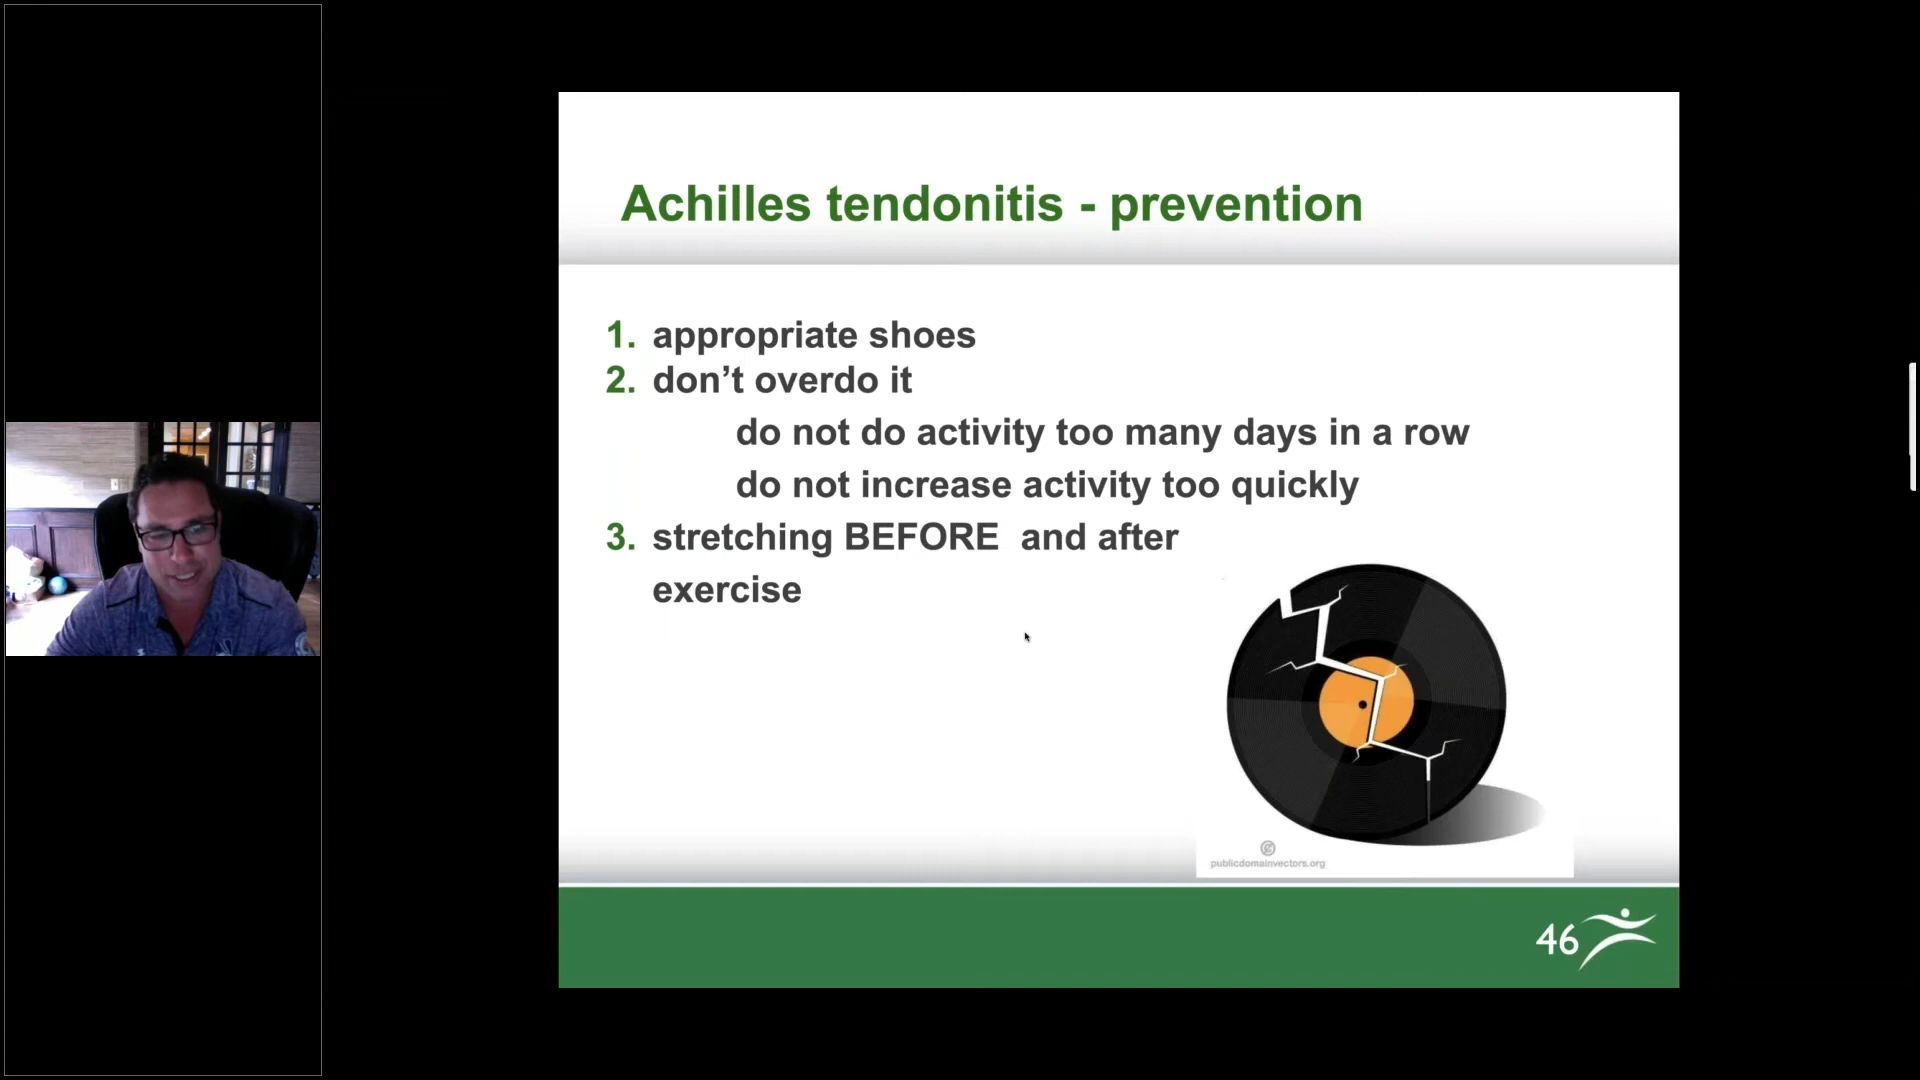 Achilles tendonitis - prevention
1. appropriate shoes
2. don’t overdo it
do not do activity too many days in a row
do not increase activity too quickly
3. stretching BEFORE  and after
exercise
publicdomainvectors.org
46